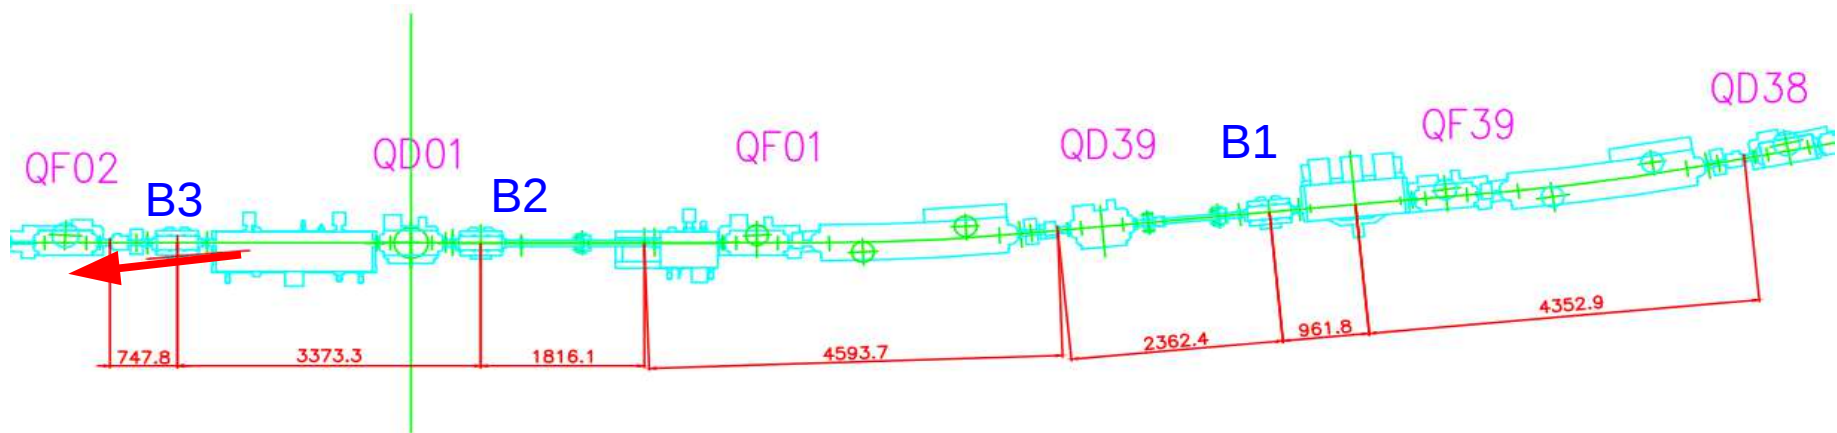 QF02
B3
QD01
B2
QF01
QD39
B1
QF39
QD38
747.8
3373.3
1816.1
4593.7
2362.4
961.8
4352.9